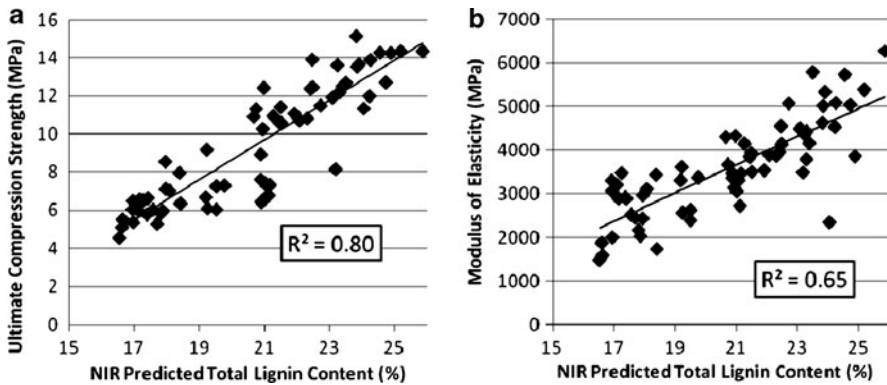 a
Ultimate Compression Strength (MPa)
16
14
12
10
8
6
4
2
0
R² = 0.80
15 17 19 21 23 25
NIR Predicted Total Lignin Content (%)
b
Modulus of Elasticity (MPa)
7000
6000
5000
4000
3000
2000
1000
0
R² = 0.65
15 17 19 21 23 25
NIR Predicted Total Lignin Content (%)